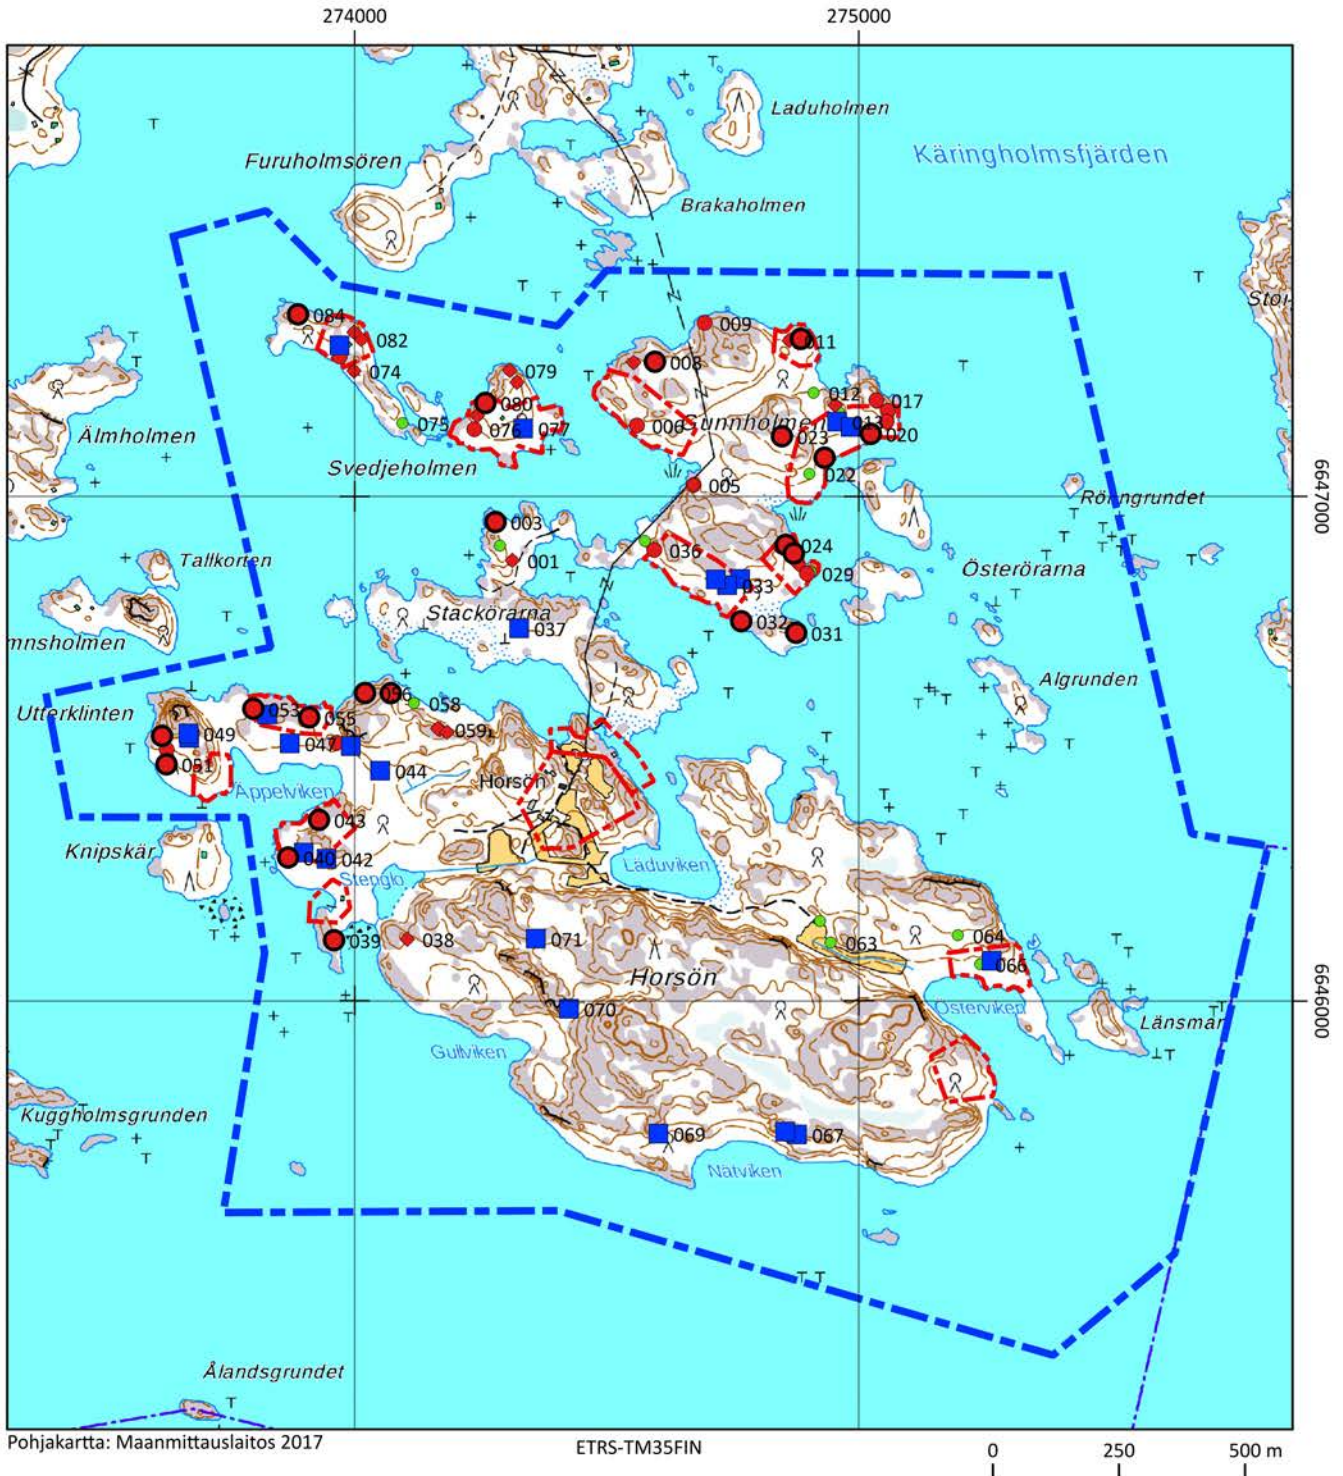 274000 275000
Laduholmen
Furuholmsören
Käringholmsfjärden
Brakaholmen
084
009
082
011
008
074
079
012
017
080
075
076
077
006
Gunnholmen
013
023
020
Älmholmen
Svedjeholmen
022
005
6647000
003
036
024
001
029
Tallkorten
Österörarna
Stackörarna
033
037
032
031
mnsholmen
Algrunden
056
Utterklinten
053
058
055
049
047
059
051
044
Horsön
Äppelviken
043
Knipskär
040
042
Läduviken
Stenglo
039
038
071
063
064
066
Horsön
070
Österviken
Länsmar
6646000
Gullviken
Kuggholmsgrunden
069
067
Nätviken
Ålandsgrundet
Pohjakartta: Maanmittauslaitos 2017
ETRS-TM35FIN
0 250 500 m